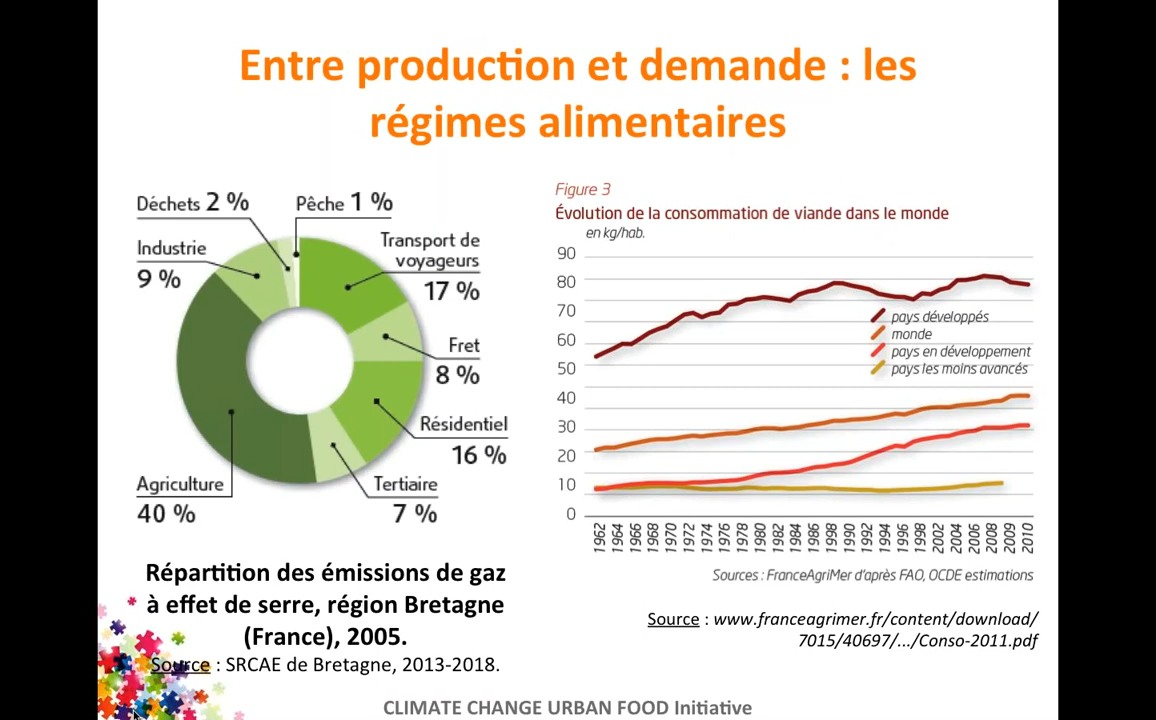 Entre production et demande : les
régimes alimentaires
Déchets 2 %
Pêche 1 %
Industrie
9 %
Transport de
voyageurs
17 %
Fret
8 %
Résidentiel
16 %
Tertiaire
7 %
Agriculture
40 %
Répartition des émissions de gaz
à effet de serre, région Bretagne
(France), 2005.
Source : SRCAE de Bretagne, 2013-2018.
Figure 3
Évolution de la consommation de viande dans le monde
en kg/hab.
90
80
70
60
50
40
30
20
10
0
pays développés
monde
pays en développement
pays les moins avancés
1962 1964 1966 1968 1970 1972 1974 1976 1978 1980 1982 1984 1986 1988 1990 1992 1994 1996 1998 2002 2004 2006 2008 2009 2010
Sources : FranceAgriMer d'après FAO, OCDE estimations
Source : www.franceagrimer.fr/content/download/
7015/40697/.../Conso-2011.pdf
CLIMATE CHANGE URBAN FOOD Initiative